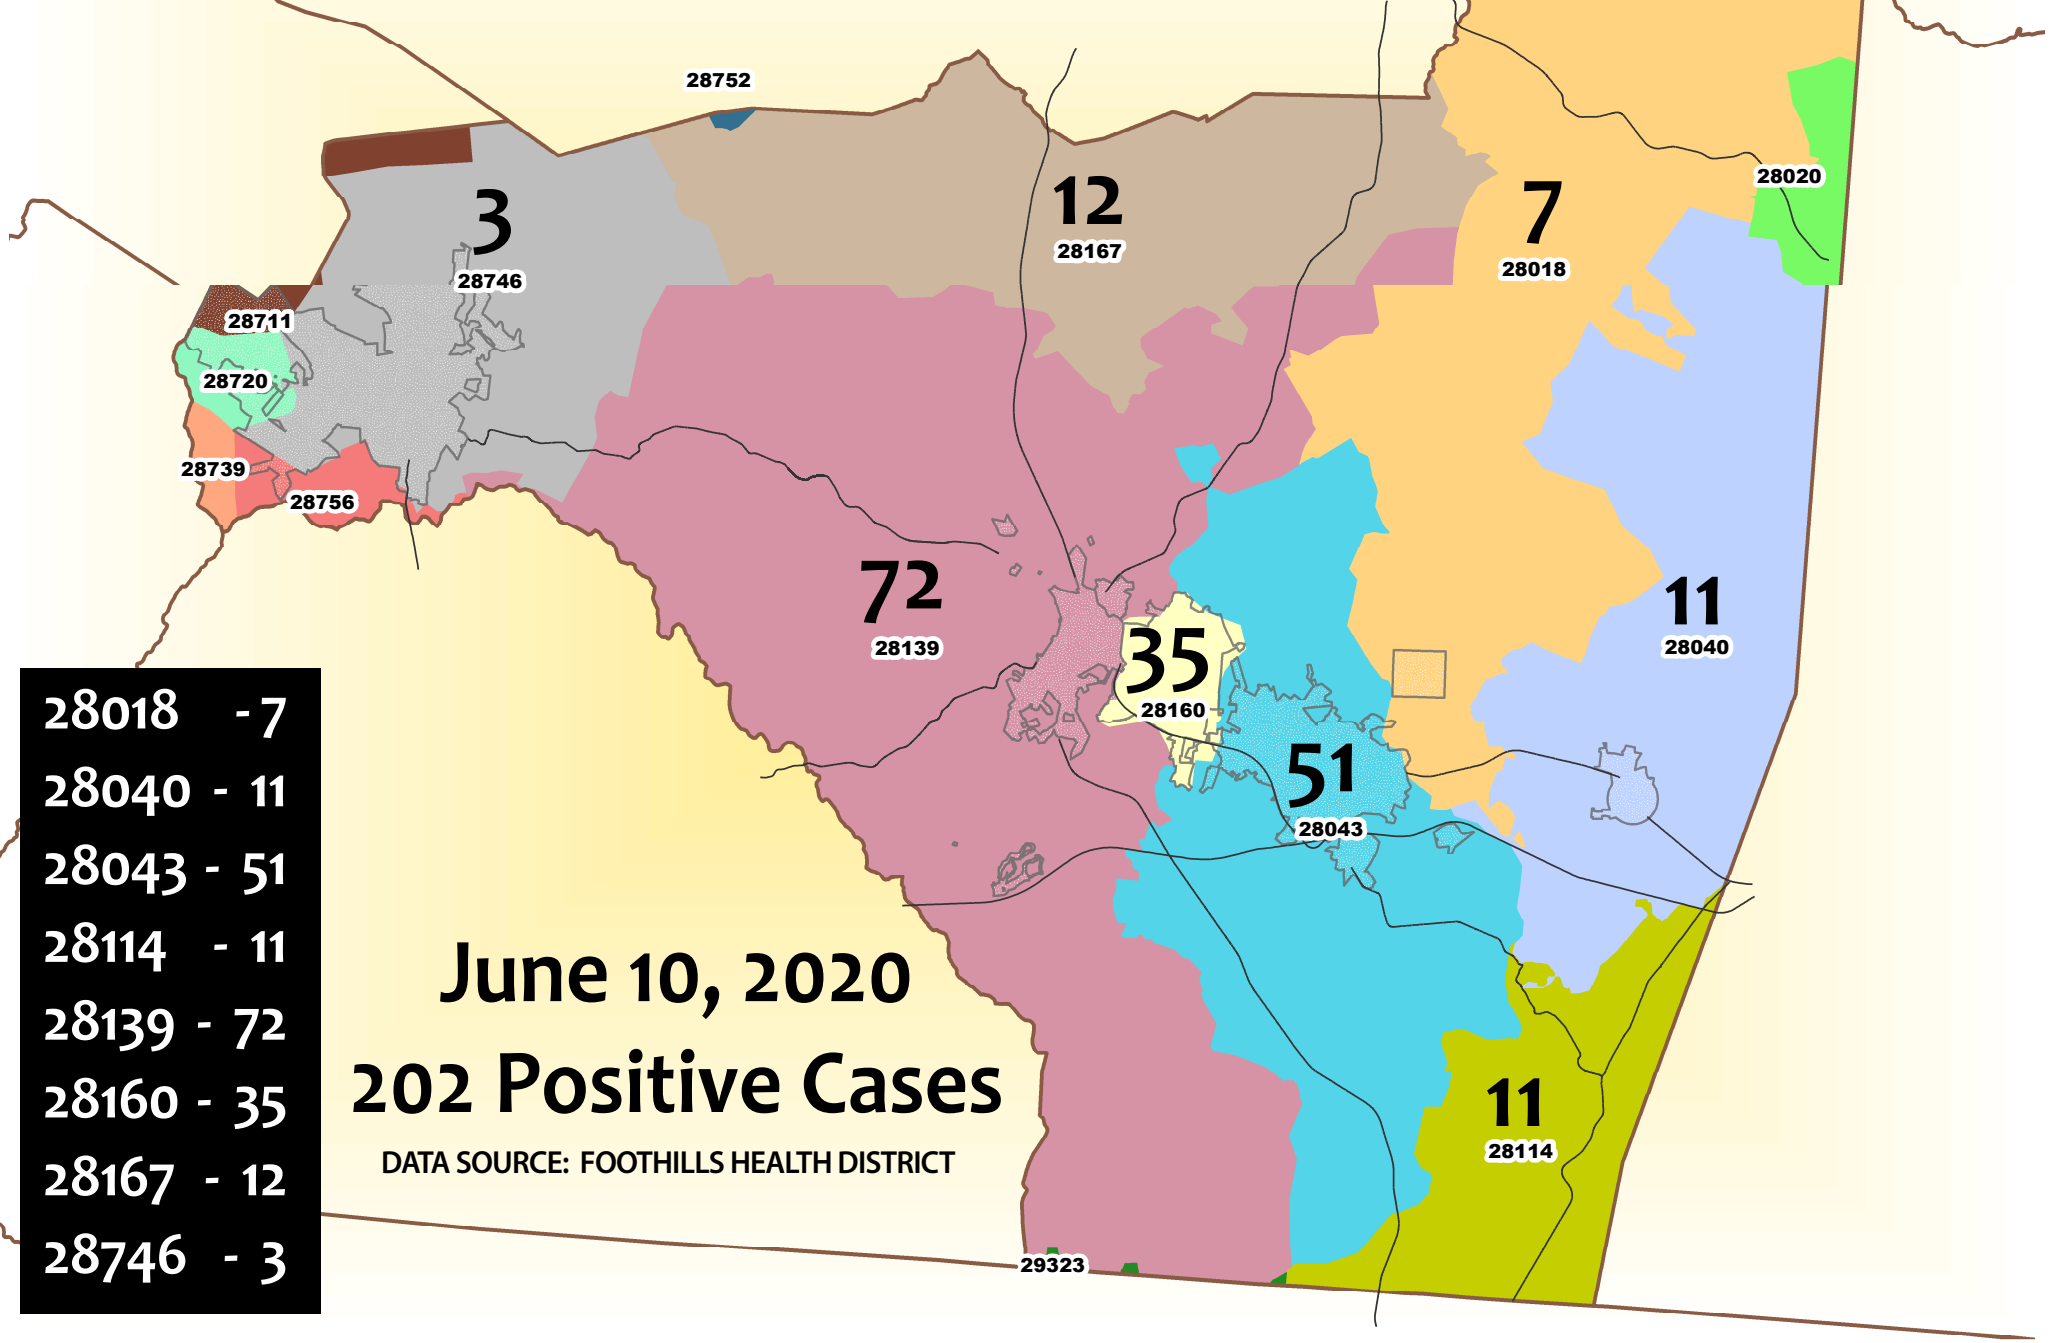 28752
12
28167
7
28018
28020
3
28746
28711
28720
28739
28756
72
28139
35
28160
51
28043
11
28040
11
28114
29323
28018 - 7
28040 - 11
28043 - 51
28114 - 11
28139 - 72
28160 - 35
28167 - 12
28746 - 3
June 10, 2020
202 Positive Cases
DATA SOURCE: FOOTHILLS HEALTH DISTRICT